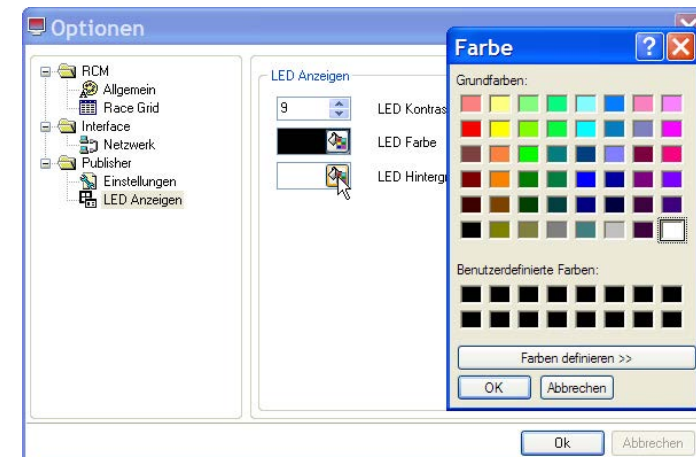 Optionen
RCM
Allgemein
Race Grid
Interface
Netzwerk
Publisher
Einstellungen
LED Anzeigen
LED Anzeigen
9
LED Kontras
LED Farbe
LED Hintergr
Farbe
Grundfarben:
Benutzerdefinierte Farben:
Farben definieren >>
OK
Abbrechen
Ok
Abbrechen